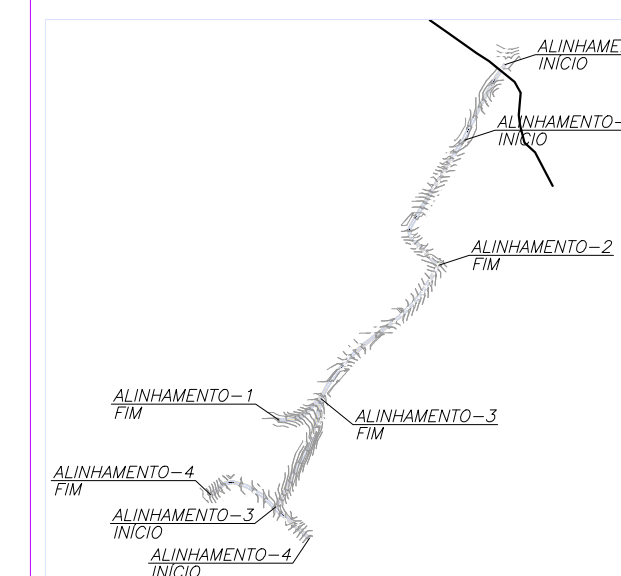 ALINHAME
INÍCIO
ALINHAMENTO-
INÍCIO
ALINHAMENTO-2
FIM
ALINHAMENTO-1
FIM
ALINHAMENTO-3
FIM
ALINHAMENTO-4
FIM
ALINHAMENTO-3
INÍCIO
ALINHAMENTO-4
INÍCIO